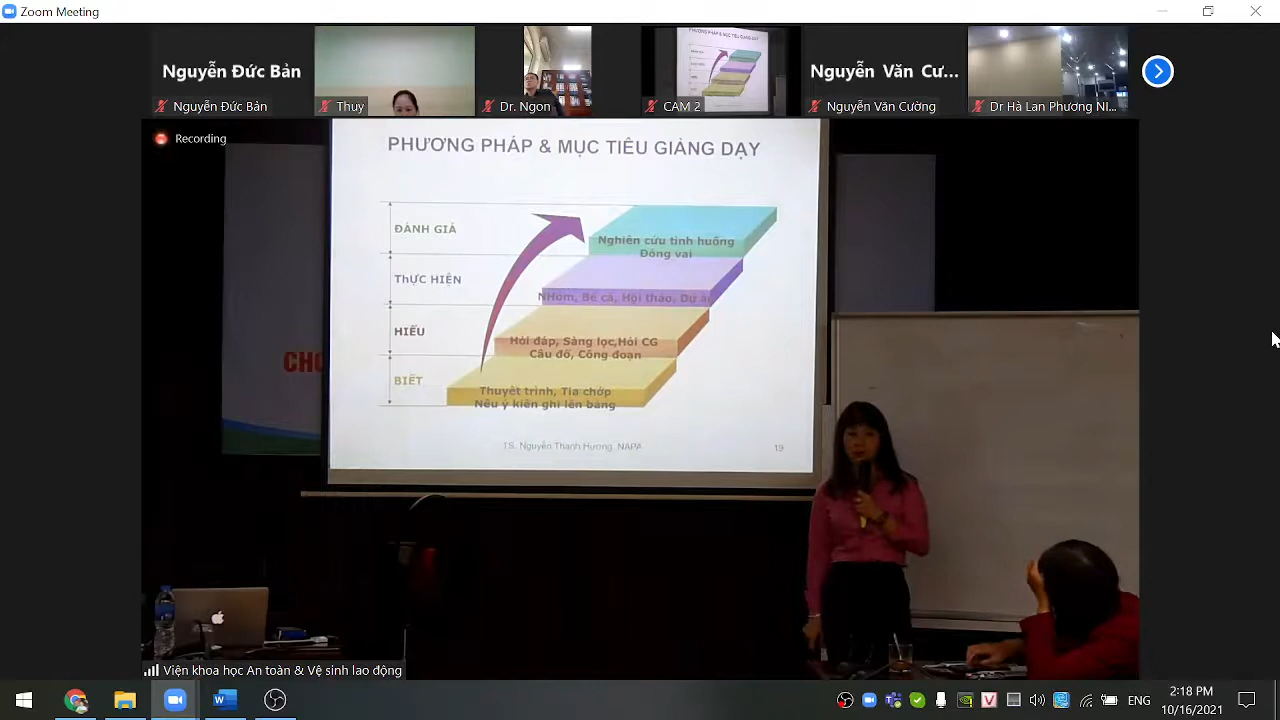 Zoom Meeting
Nguyễn Đức Bản
Nguyễn Văn Cư...
Nguyễn Đức Bản
Thuy
Dr. Ngon
CAM 2
Nguyễn Văn Cường
Dr Hà Lan Phương NI...
Recording
PHƯƠNG PHÁP & MỤC TIÊU GIẢNG DẠY
ĐÁNH GIÁ
Nghiên cứu tình huống
Đóng vai
ThỰC HIỆN
NHóm, Bể cá, Hội thảo, Dự án
HIỂU
Hỏi đáp, Sàng lọc,Hỏi CG
Câu đố, Công đoạn
BIẾT
Thuyết trình, Tia chớp
Nêu ý kiến ghi lên bảng
TS. Nguyễn Thanh Hương. NAPA
19
Viện khoa học An toàn & Vệ sinh lao động
ENG
2:18 PM
10/16/2021